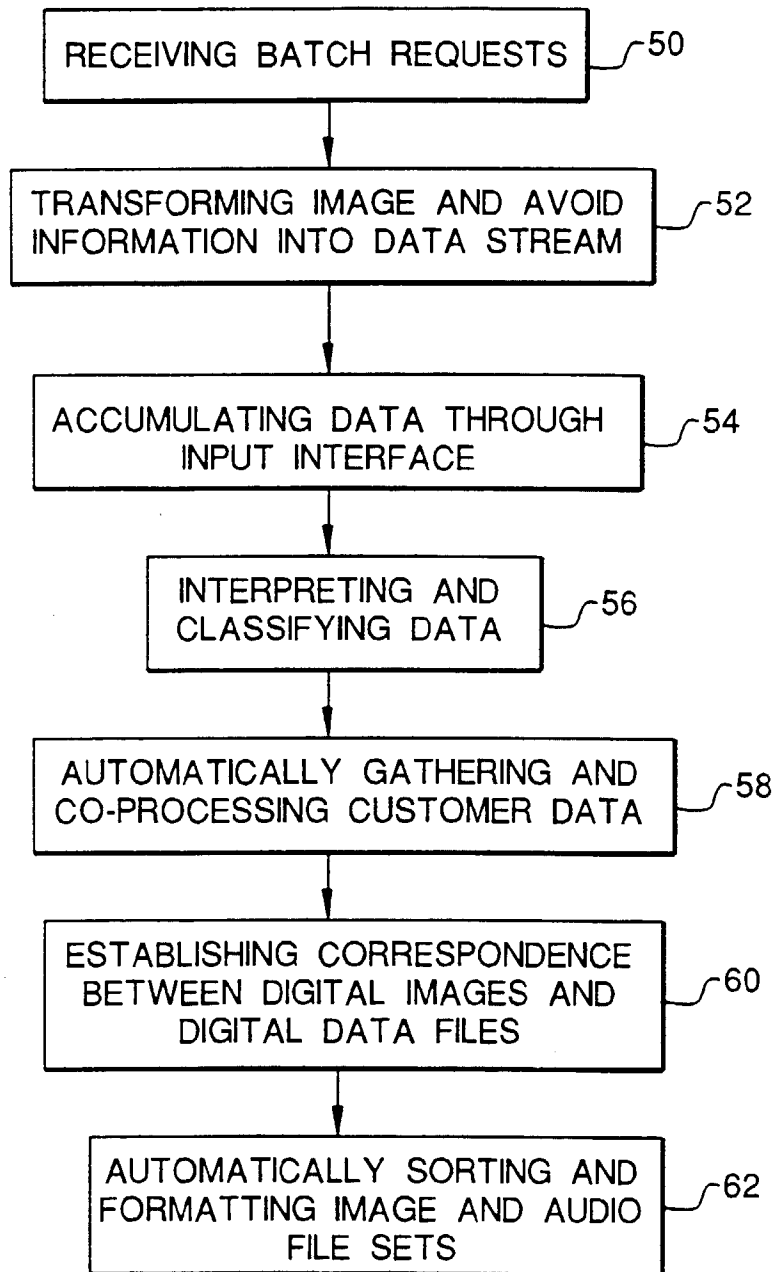 RECEIVING BATCH REQUESTS
50
TRANSFORMING IMAGE AND AVOID
INFORMATION INTO DATA STREAM
52
ACCUMULATING DATA THROUGH
INPUT INTERFACE
54
INTERPRETING AND
CLASSIFYING DATA
56
AUTOMATICALLY GATHERING AND
CO-PROCESSING CUSTOMER DATA
58
ESTABLISHING CORRESPONDENCE
BETWEEN DIGITAL IMAGES AND
DIGITAL DATA FILES
60
AUTOMATICALLY SORTING AND
FORMATTING IMAGE AND AUDIO
FILE SETS
62